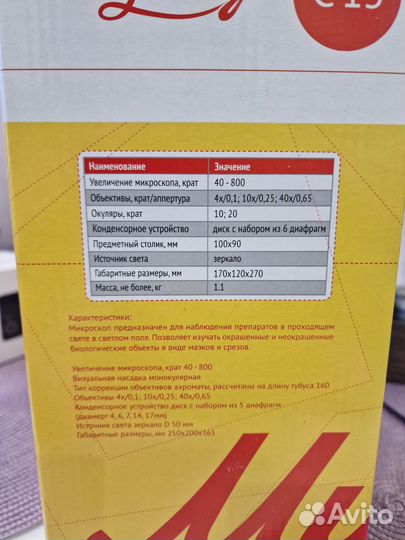 С 15
Наименование Значение
Увеличение микроскопа, крат 40 - 800
Объективы, крат/аппертура 4х/0,1; 10х/0,25; 40х/0,65
Окуляры, крат 10; 20
Конденсорное устройство диск с набором из 6 диафрагм
Предметный столик, мм 100х90
Источник света зеркало
Габаритные размеры, мм 170х120х270
Масса, не более, кг 1.1
Характеристики:
Микроскоп предназначен для наблюдения препаратов в проходящем
свете в светлом поле. Позволяет изучать окрашенные и неокрашенные
биологические объекты в виде мазков и срезов.
Увеличение микроскопа, крат 40 - 800
Визуальная насадка монокулярная
Тип коррекции объективов ахроматы, рассчитаны на длину тубуса 160
Объективы 4х/0,1; 10х/0,25; 40х/0,65
Конденсорное устройство диск с набором из 5 диафрагм
(диамерт 4, 6, 7, 14, 17мм)
Источник света зеркало D 50 мм
Габаритные размеры, мм 250х200х365
Ми
Avito